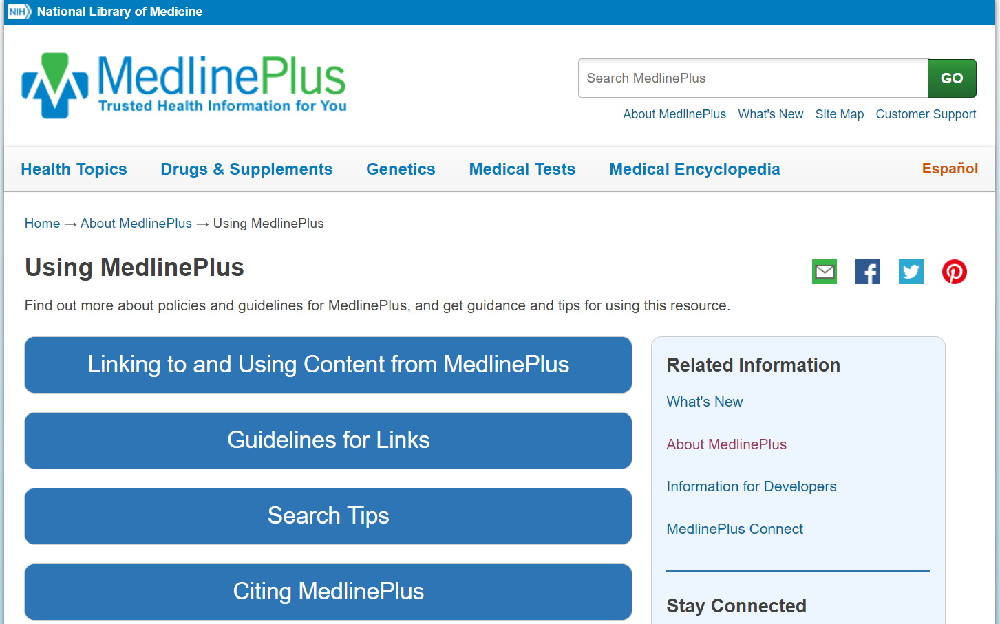 NIH National Library of Medicine
MedlinePlus
Trusted Health Information for You
Search MedlinePlus GO
About MedlinePlus What's New Site Map Customer Support
Health Topics Drugs & Supplements Genetics Medical Tests Medical Encyclopedia Español
Home → About MedlinePlus → Using MedlinePlus
Using MedlinePlus
Find out more about policies and guidelines for MedlinePlus, and get guidance and tips for using this resource.
Linking to and Using Content from MedlinePlus
Guidelines for Links
Search Tips
Citing MedlinePlus
Related Information
What's New
About MedlinePlus
Information for Developers
MedlinePlus Connect
Stay Connected